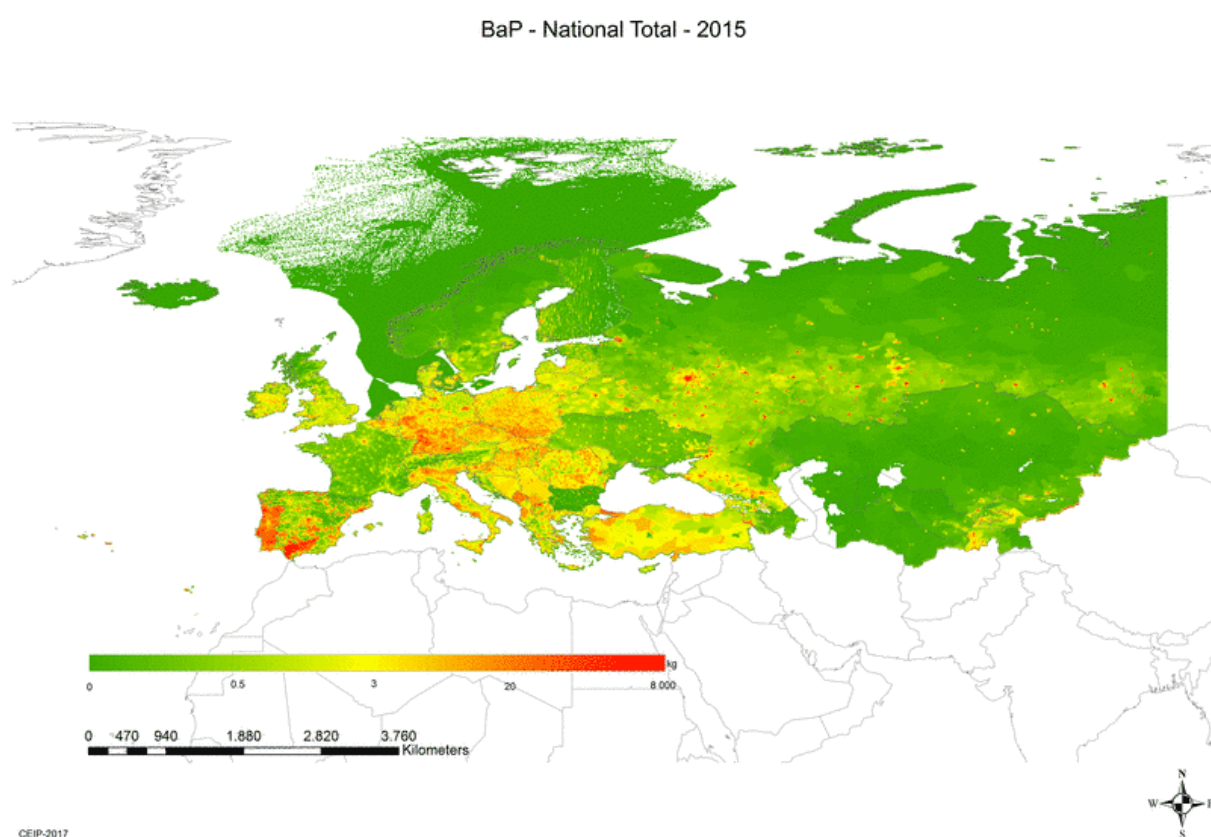 BaP - National Total - 2015
kg
0 0.5 3 20 8 000
0 470 940 1.880 2.820 3.760
Kilometers
N
W E
S
CEIP-2017